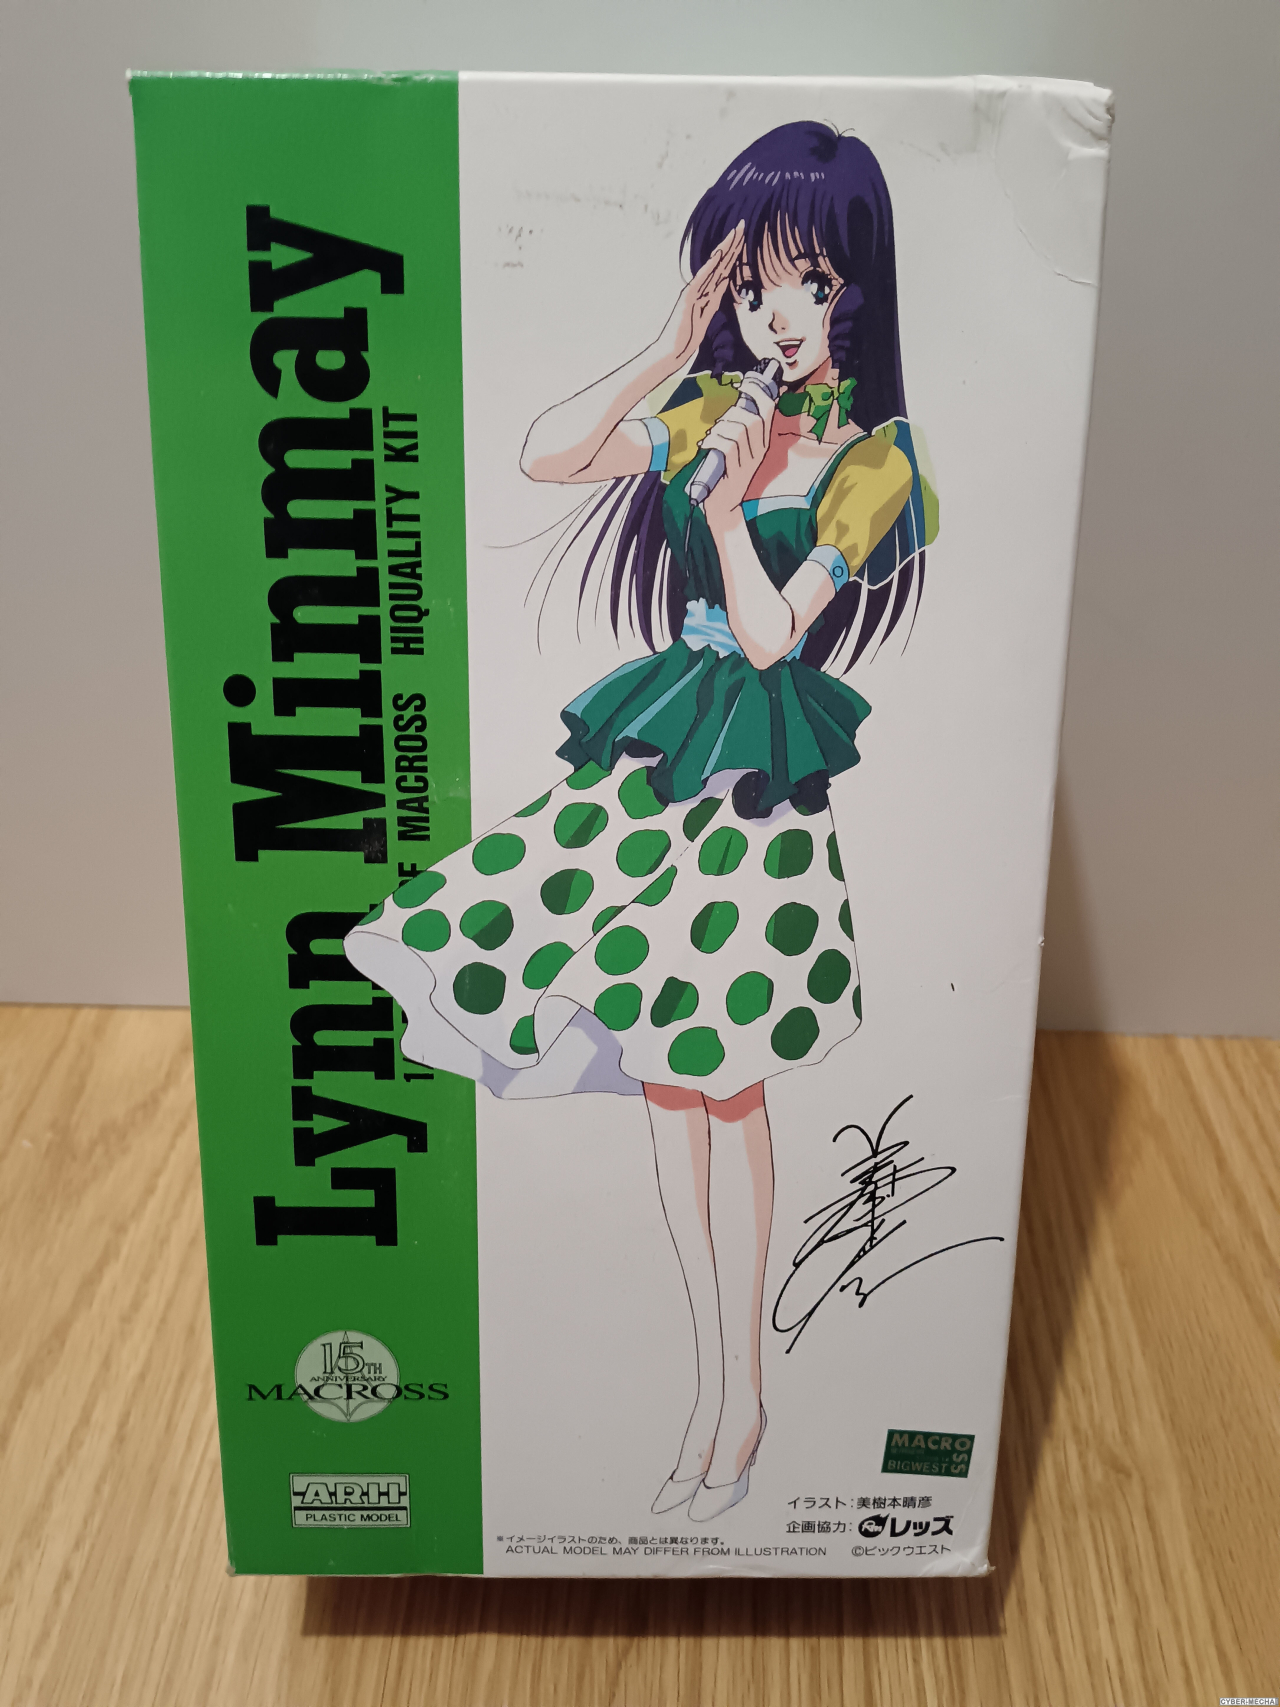 Lynn Minmay
OF MACROSS HIQUALITY KIT
15TH
ANNIVERSARY
MACROSS
ARII
PLASTIC MODEL
MACROSS
BIGWEST
イラスト:美樹本晴彦
企画協力: レッズ
※イメージイラストのため、商品とは異なります。
ACTUAL MODEL MAY DIFFER FROM ILLUSTRATION
©ビックウエスト
CYBER-MECHA